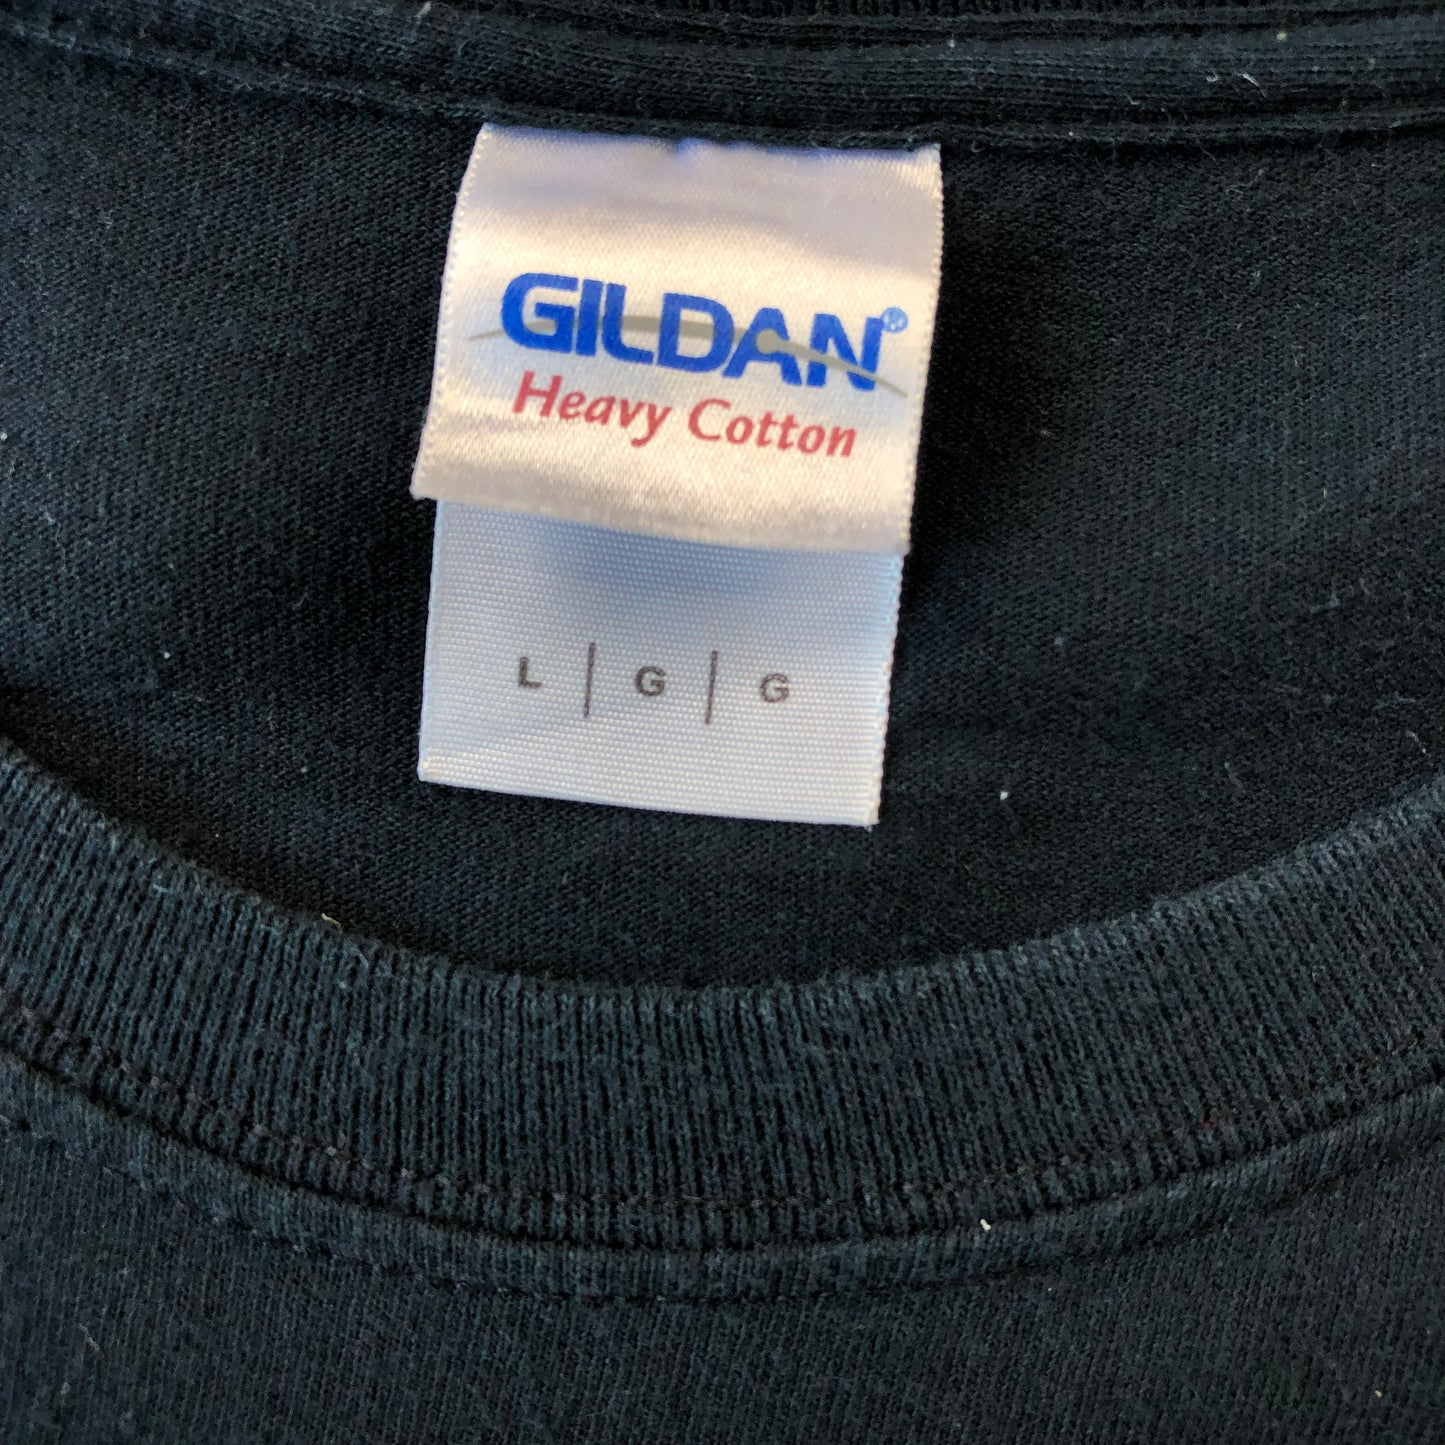 GILDAN®
Heavy Cotton
L | G | G